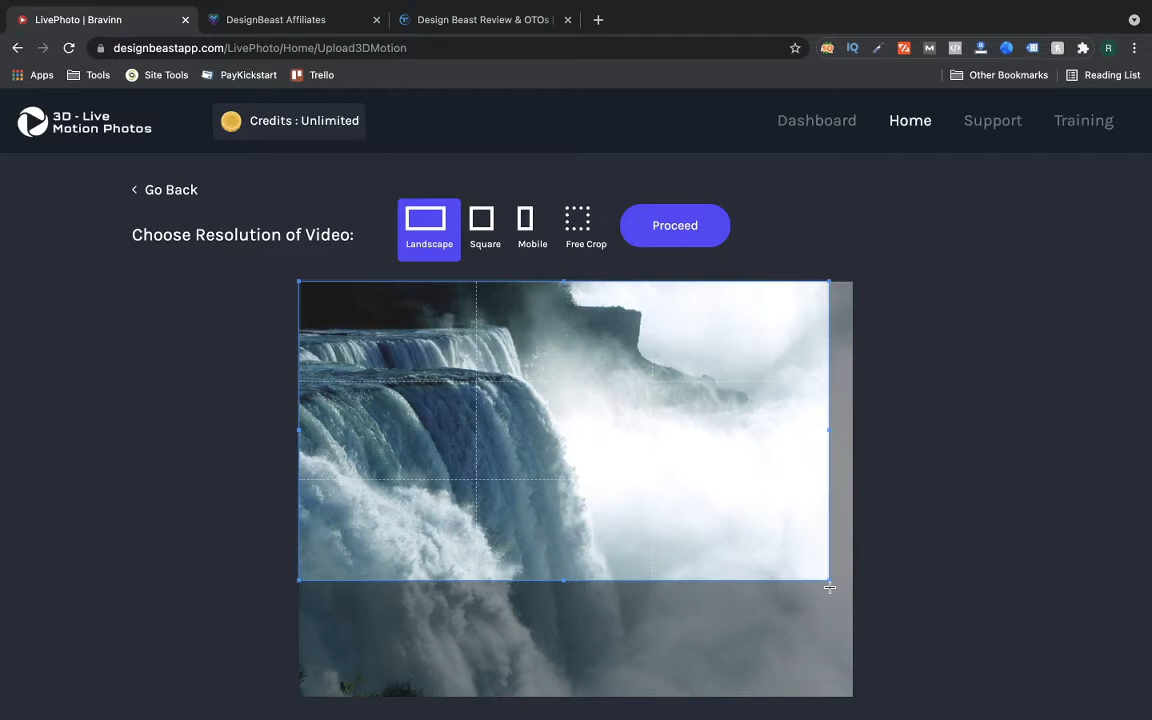 LivePhoto | Bravinn
DesignBeast Affiliates
Design Beast Review & OTOs |
designbeastapp.com/LivePhoto/Home/Upload3DMotion
IQ
M
R
Apps
Tools
Site Tools
PayKickstart
Trello
Other Bookmarks
Reading List
3D - Live
Motion Photos
Credits : Unlimited
Dashboard
Home
Support
Training
Go Back
Choose Resolution of Video:
Landscape
Square
Mobile
Free Crop
Proceed